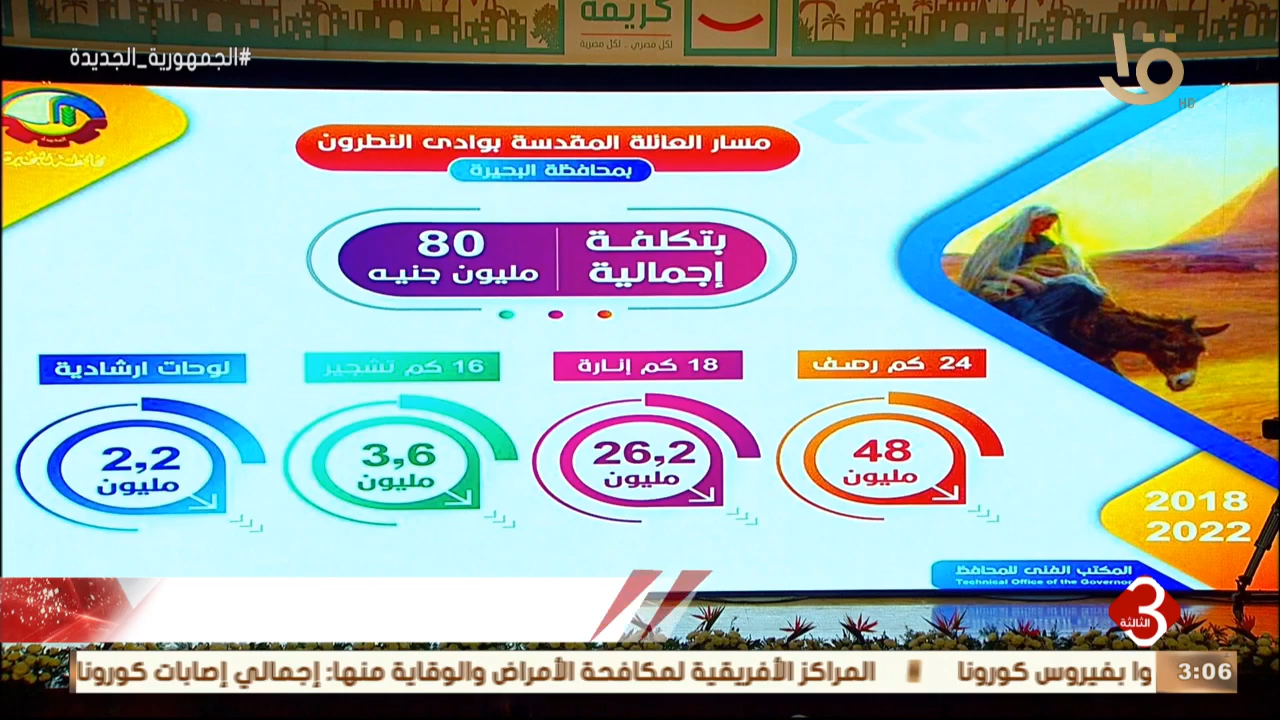 كريمة
لكل مصري .. لكل مصرية
#الجمهورية_الجديدة
HD
مسار العائلة المقدسة بوادى النطرون
بمحافظة البحيرة
بتكلفة إجمالية
80 مليون جنيه
24 كم رصف
48
مليون
18 كم إنارة
26,2
مليون
16 كم تشجير
3,6
مليون
لوحات ارشادية
2,2
مليون
2018
2022
المكتب الفنى للمحافظ
Technical Office of the Governor
3
الثالثة
3:06
وا بفيروس كورونا
المراكز الأفريقية لمكافحة الأمراض والوقاية منها: إجمالي إصابات كورونا